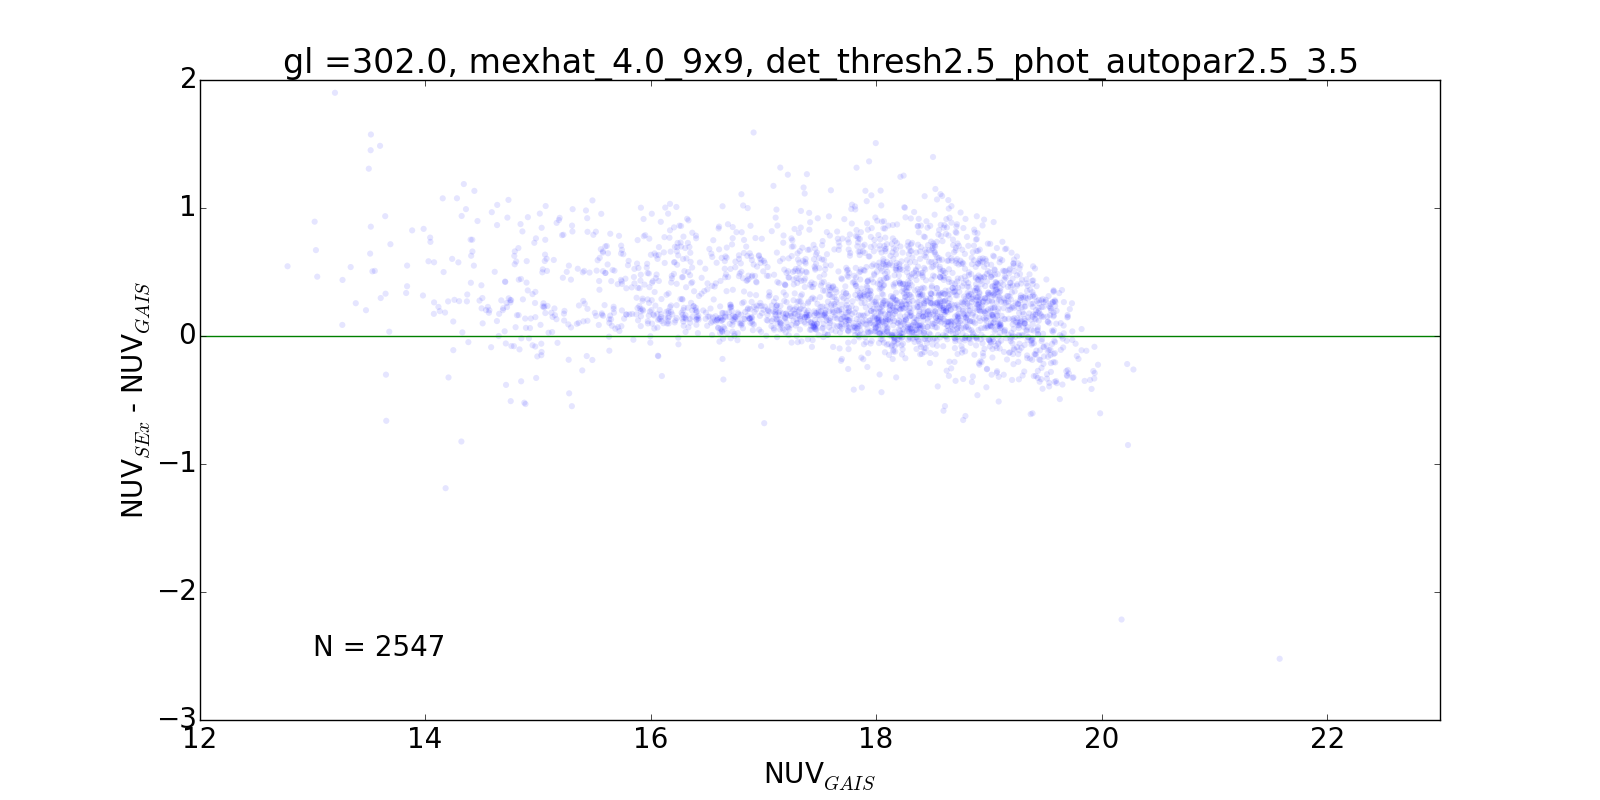 gl =302.0, mexhat_4.0_9x9, det_thresh2.5_phot_autopar2.5_3.5
2
1
0
−1
−2
−3
NUV_SEx - NUV_GAIS
N = 2547
12 14 16 18 20 22
NUV_GAIS